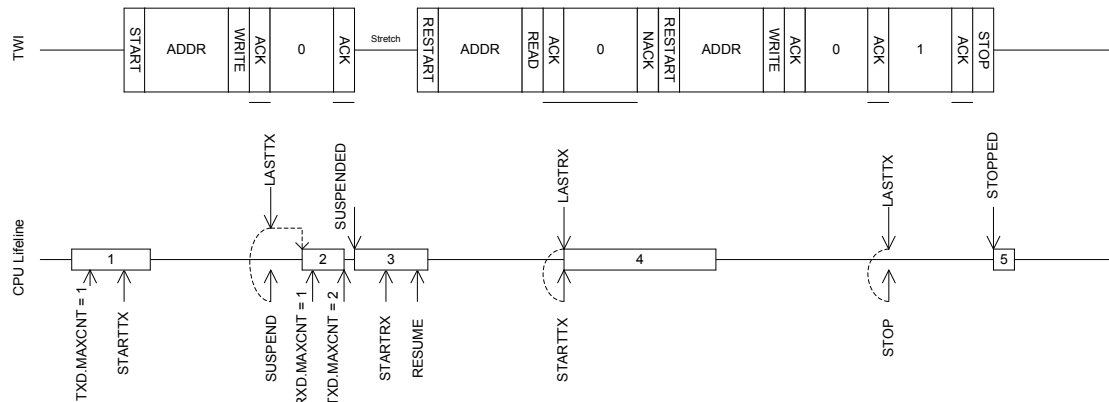 TWI
START
ADDR
WRITE
ACK
0
ACK
Stretch
RESTART
ADDR
READ
ACK
0
NACK
RESTART
ADDR
WRITE
ACK
0
ACK
1
ACK
STOP
CPU Lifeline
LASTTX
SUSPENDED
LASTRX
LASTTX
STOPPED
1
2
3
4
5
TXD.MAXCNT = 1
STARTTX
SUSPEND
RXD.MAXCNT = 1
TXD.MAXCNT = 2
STARTRX
RESUME
STARTTX
STOP